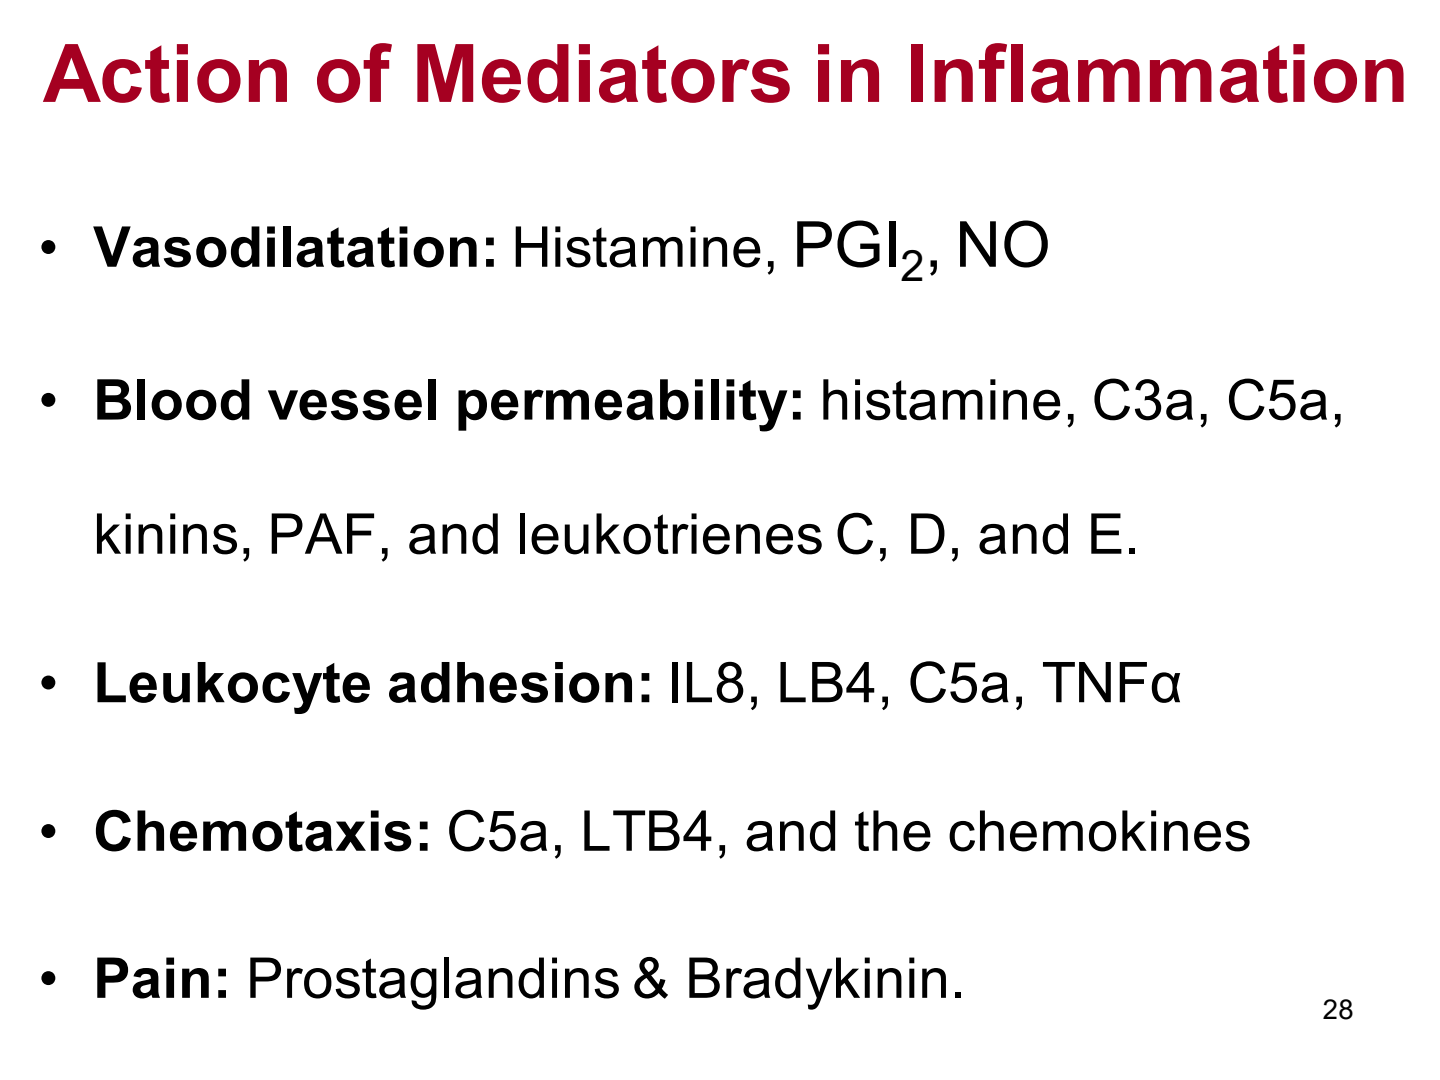 Action of Mediators in Inflammation
• Vasodilatation: Histamine, PGI₂, NO
• Blood vessel permeability: histamine, C3a, C5a,
kinins, PAF, and leukotrienes C, D, and E.
• Leukocyte adhesion: IL8, LB4, C5a, TNFα
• Chemotaxis: C5a, LTB4, and the chemokines
• Pain: Prostaglandins & Bradykinin.
28